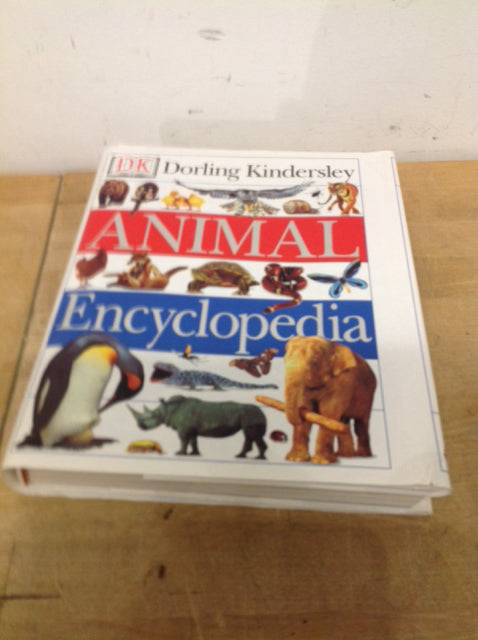 DK Dorling Kindersley
ANIMAL
Encyclopedia